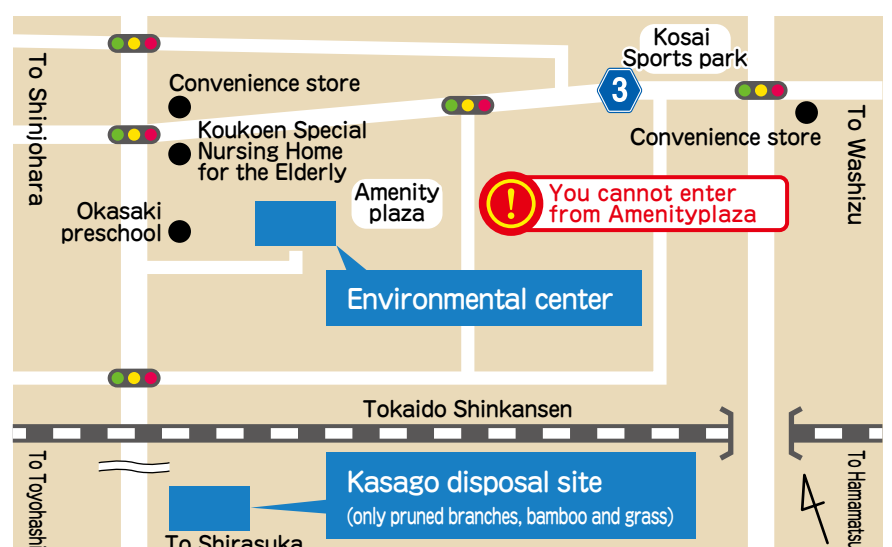 Kosai
Sports park
To Shinjohara
Convenience store
3
Convenience store
To Washizu
Koukoen Special
Nursing Home
for the Elderly
Amenity
plaza
You cannot enter
from Amenityplaza
!
Okasaki
preschool
Environmental center
Tokaido Shinkansen
To Toyohashi
Kasago disposal site
(only pruned branches, bamboo and grass)
To Hamamatsu
To Shirasuka